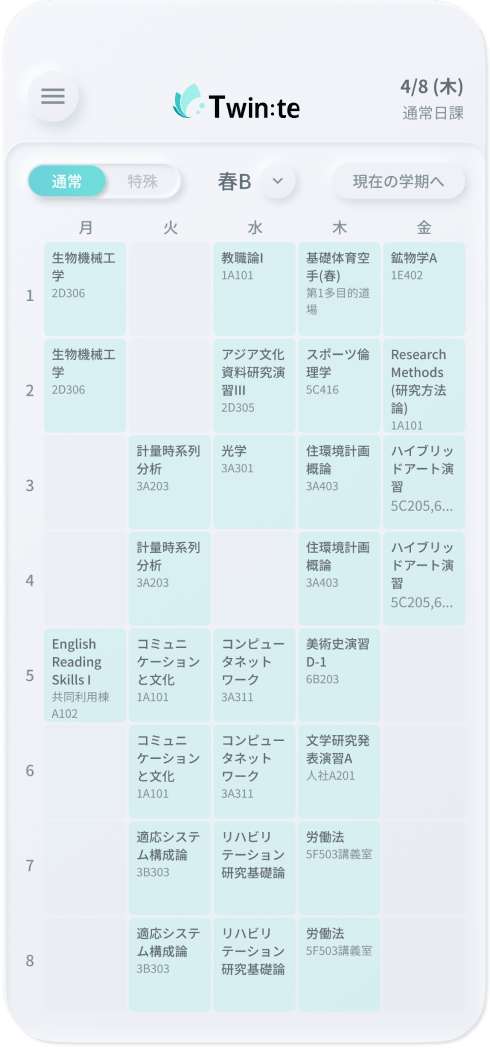 4/8 (木)
Twin:te
通常日課
通常
特殊
春B
現在の学期へ
月
火
水
木
金
1
生物機械工
学
2D306
教職論I
1A101
基礎体育空
手(春)
第1多目的道
場
鉱物学A
1E402
2
生物機械工
学
2D306
アジア文化
資料研究演
習III
2D305
スポーツ倫
理学
5C416
Research
Methods
(研究方法
論)
1A101
3
計量時系列
分析
3A203
光学
3A301
住環境計画
概論
3A403
ハイブリッ
ドアート演
習
5C205,6...
4
計量時系列
分析
3A203
住環境計画
概論
3A403
ハイブリッ
ドアート演
習
5C205,6...
5
English
Reading
Skills I
共同利用棟
A102
コミュニ
ケーション
と文化
1A101
コンピュー
タネット
ワーク
3A311
美術史演習
D-1
6B203
6
コミュニ
ケーション
と文化
1A101
コンピュー
タネット
ワーク
3A311
文学研究発
表演習A
人社A201
7
適応システ
ム構成論
3B303
リハビリ
テーション
研究基礎論
労働法
5F503講義室
8
適応システ
ム構成論
3B303
リハビリ
テーション
研究基礎論
労働法
5F503講義室